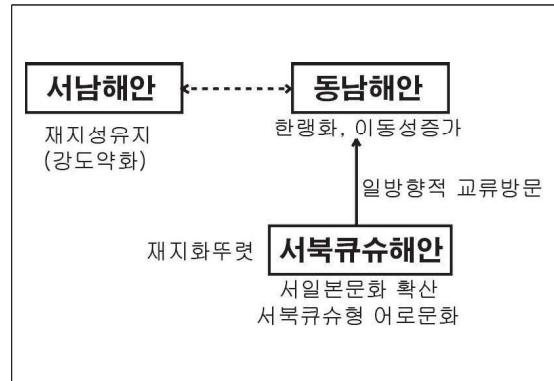 서남해안
동남해안
재지성유지
(강도약화)
한랭화, 이동성증가
일방향적 교류방문
재지화뚜렷
서북큐슈해안
서일본문화 확산
서북큐슈형 어로문화